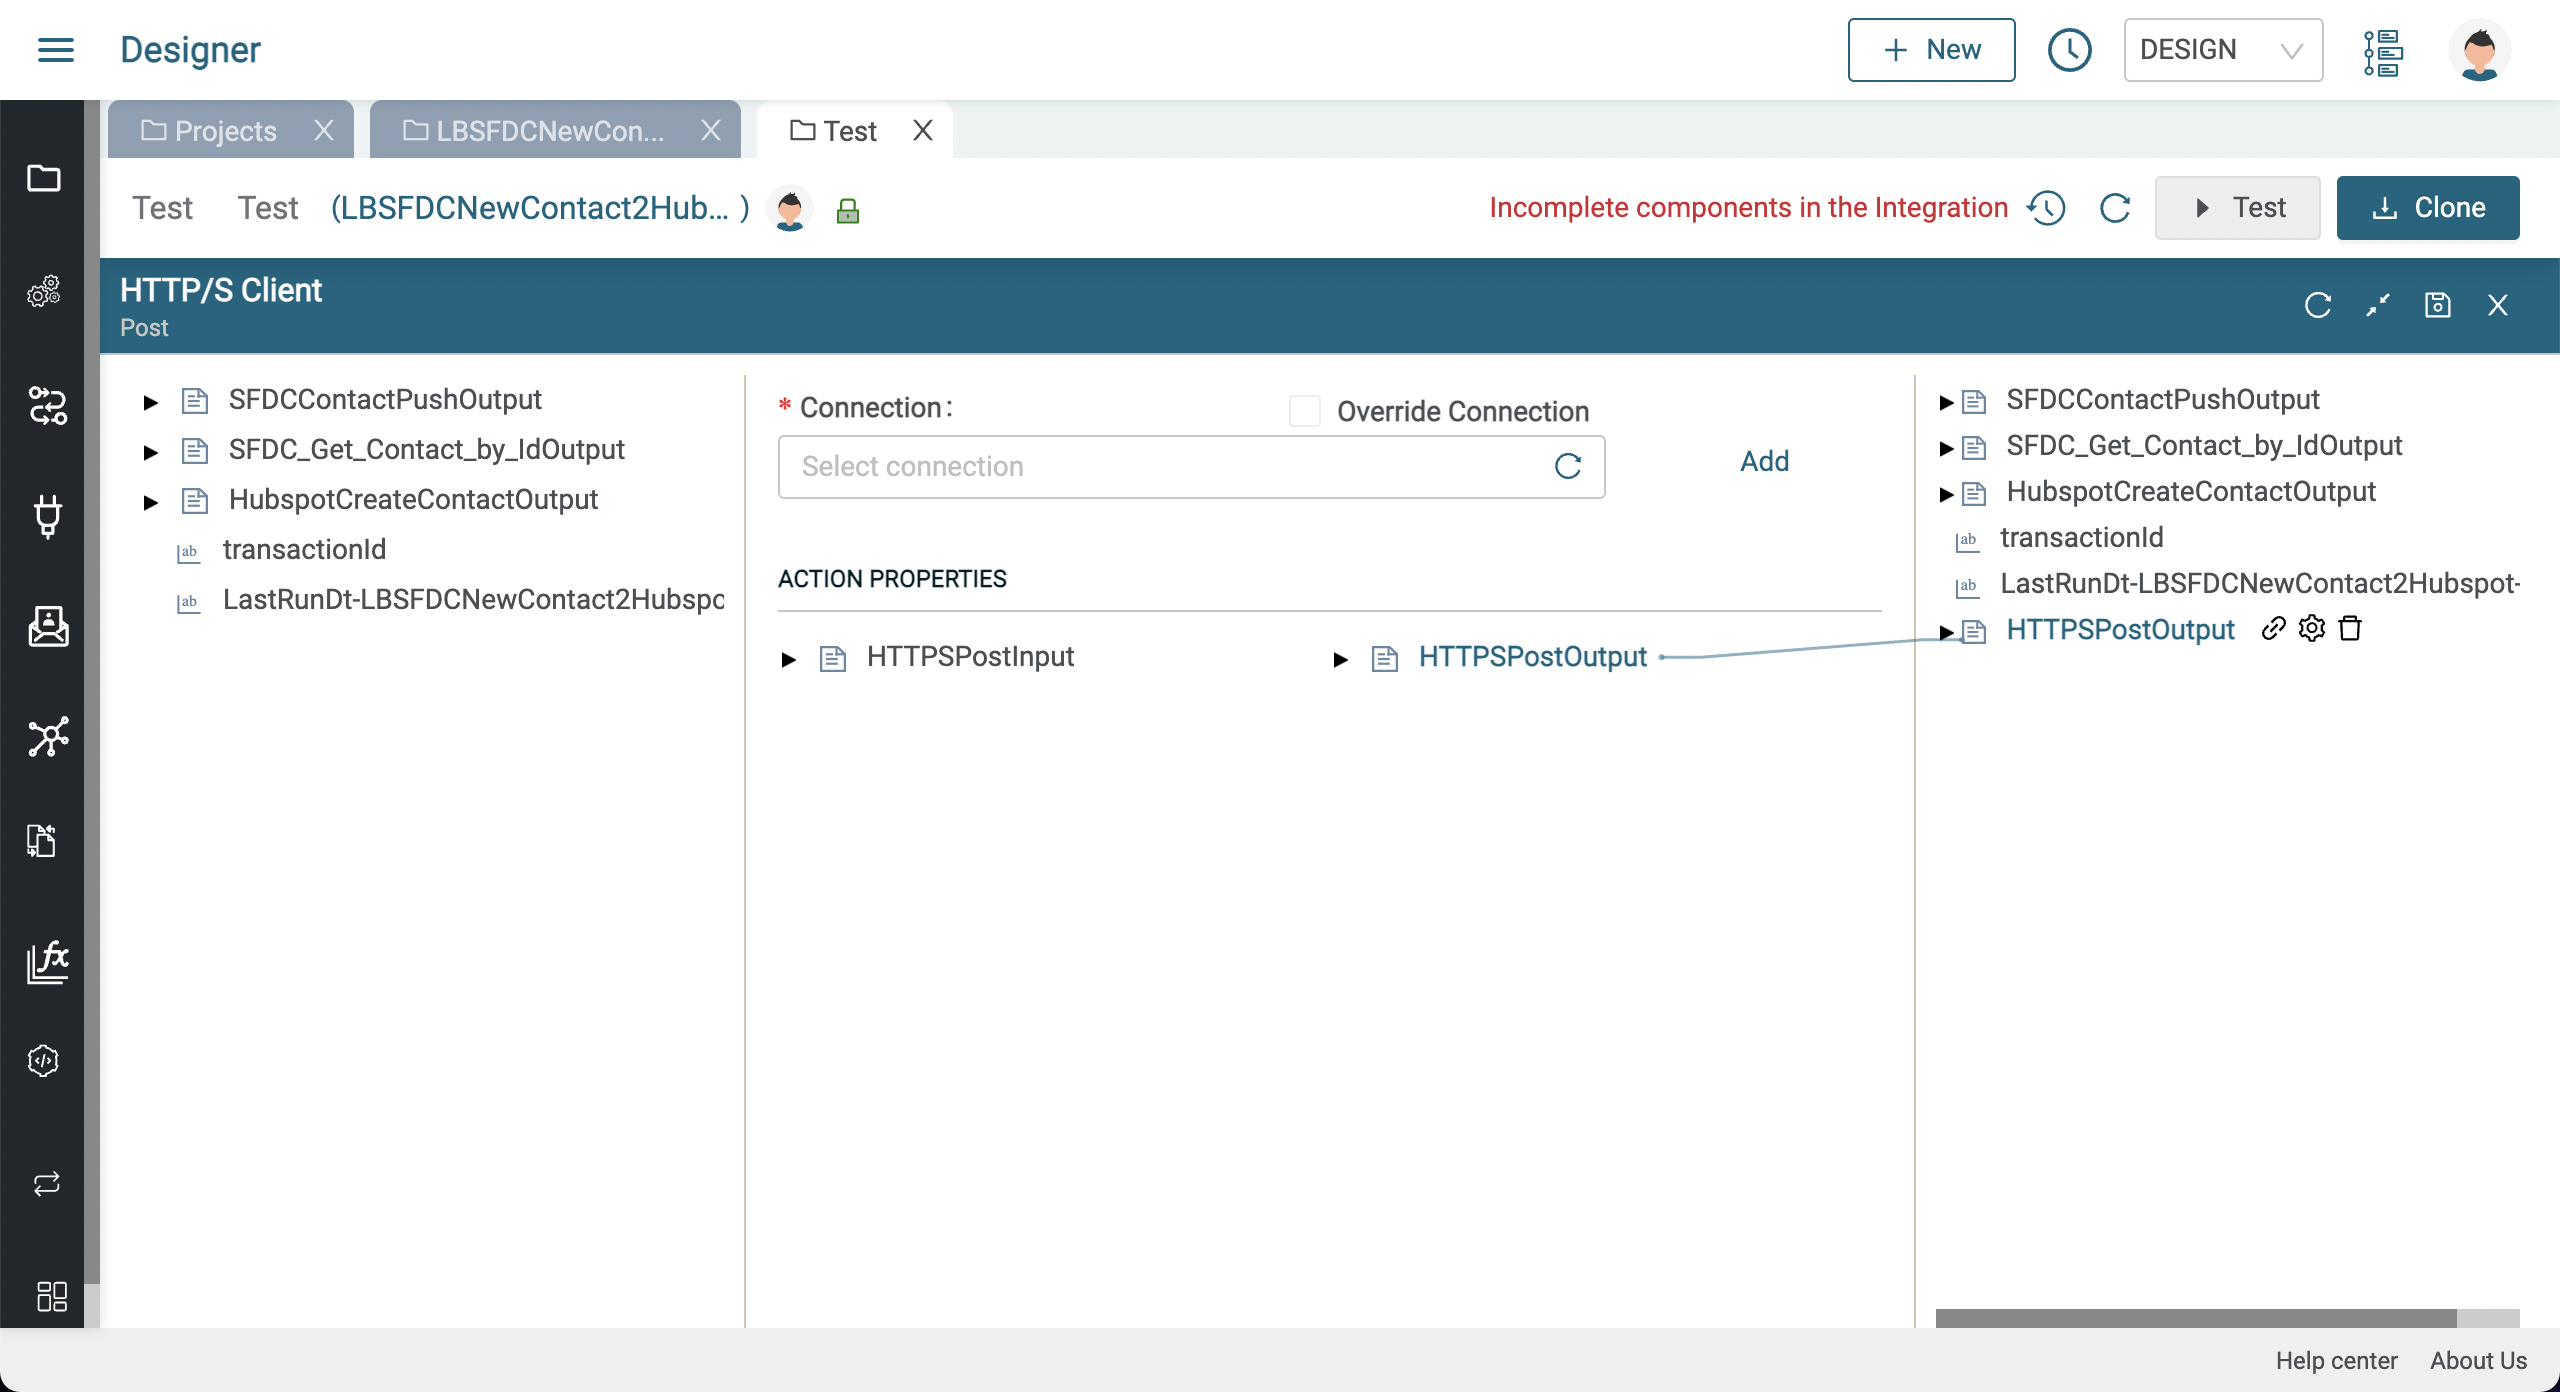 Designer
New
DESIGN
Projects
LBSFDCNewCon...
Test
Test Test (LBSFDCNewContact2Hub... )
Incomplete components in the Integration
Test
Clone
HTTP/S Client
Post
SFDCContactPushOutput
SFDC_Get_Contact_by_IdOutput
HubspotCreateContactOutput
ab transactionId
ab LastRunDt-LBSFDCNewContact2Hubspo
* Connection:
Override Connection
Select connection
Add
ACTION PROPERTIES
HTTPSPostInput
HTTPSPostOutput
SFDCContactPushOutput
SFDC_Get_Contact_by_IdOutput
HubspotCreateContactOutput
ab transactionId
ab LastRunDt-LBSFDCNewContact2Hubspot-
HTTPSPostOutput
fx
Help center
About Us